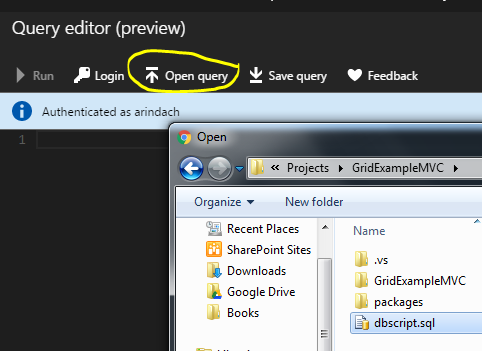 Query editor (preview)
Run Login Open query Save query Feedback
Authenticated as arindach
1
Open
« Projects GridExampleMVC
Organize New folder
Recent Places
SharePoint Sites
Downloads
Google Drive
Books
Name
.vs
GridExampleMVC
packages
dbscript.sql